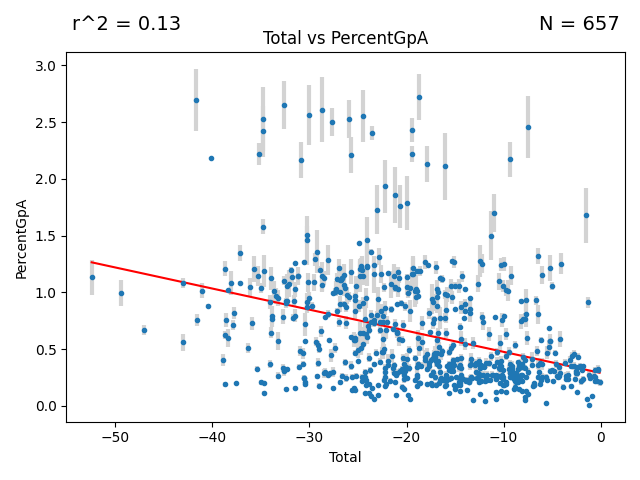 r^2 = 0.13
N = 657
Total vs PercentGpA
3.0
2.5
2.0
1.5
1.0
0.5
0.0
PercentGpA
−50
−40
−30
−20
−10
0
Total